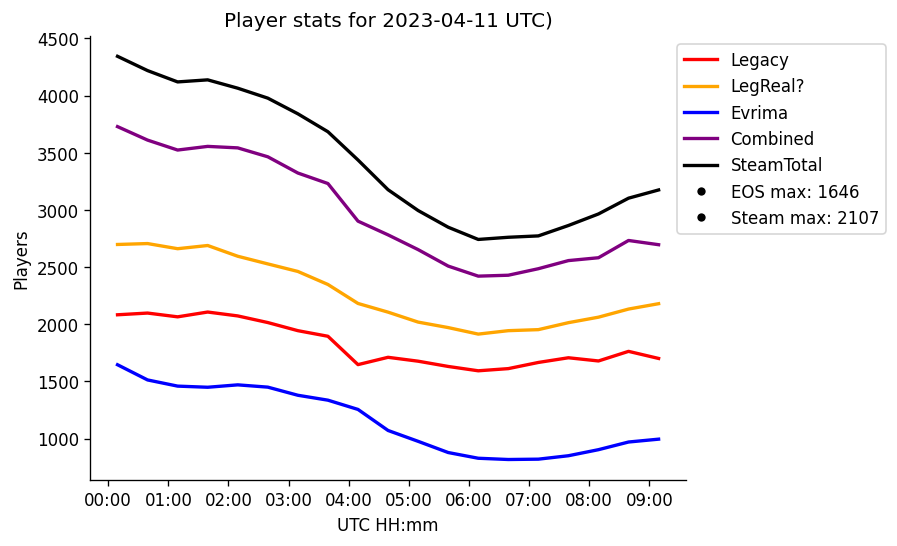 Player stats for 2023-04-11 UTC)
4500
4000
3500
3000
2500
2000
1500
1000
Players
00:00 01:00 02:00 03:00 04:00 05:00 06:00 07:00 08:00 09:00
UTC HH:mm
Legacy
LegReal?
Evrima
Combined
SteamTotal
EOS max: 1646
Steam max: 2107